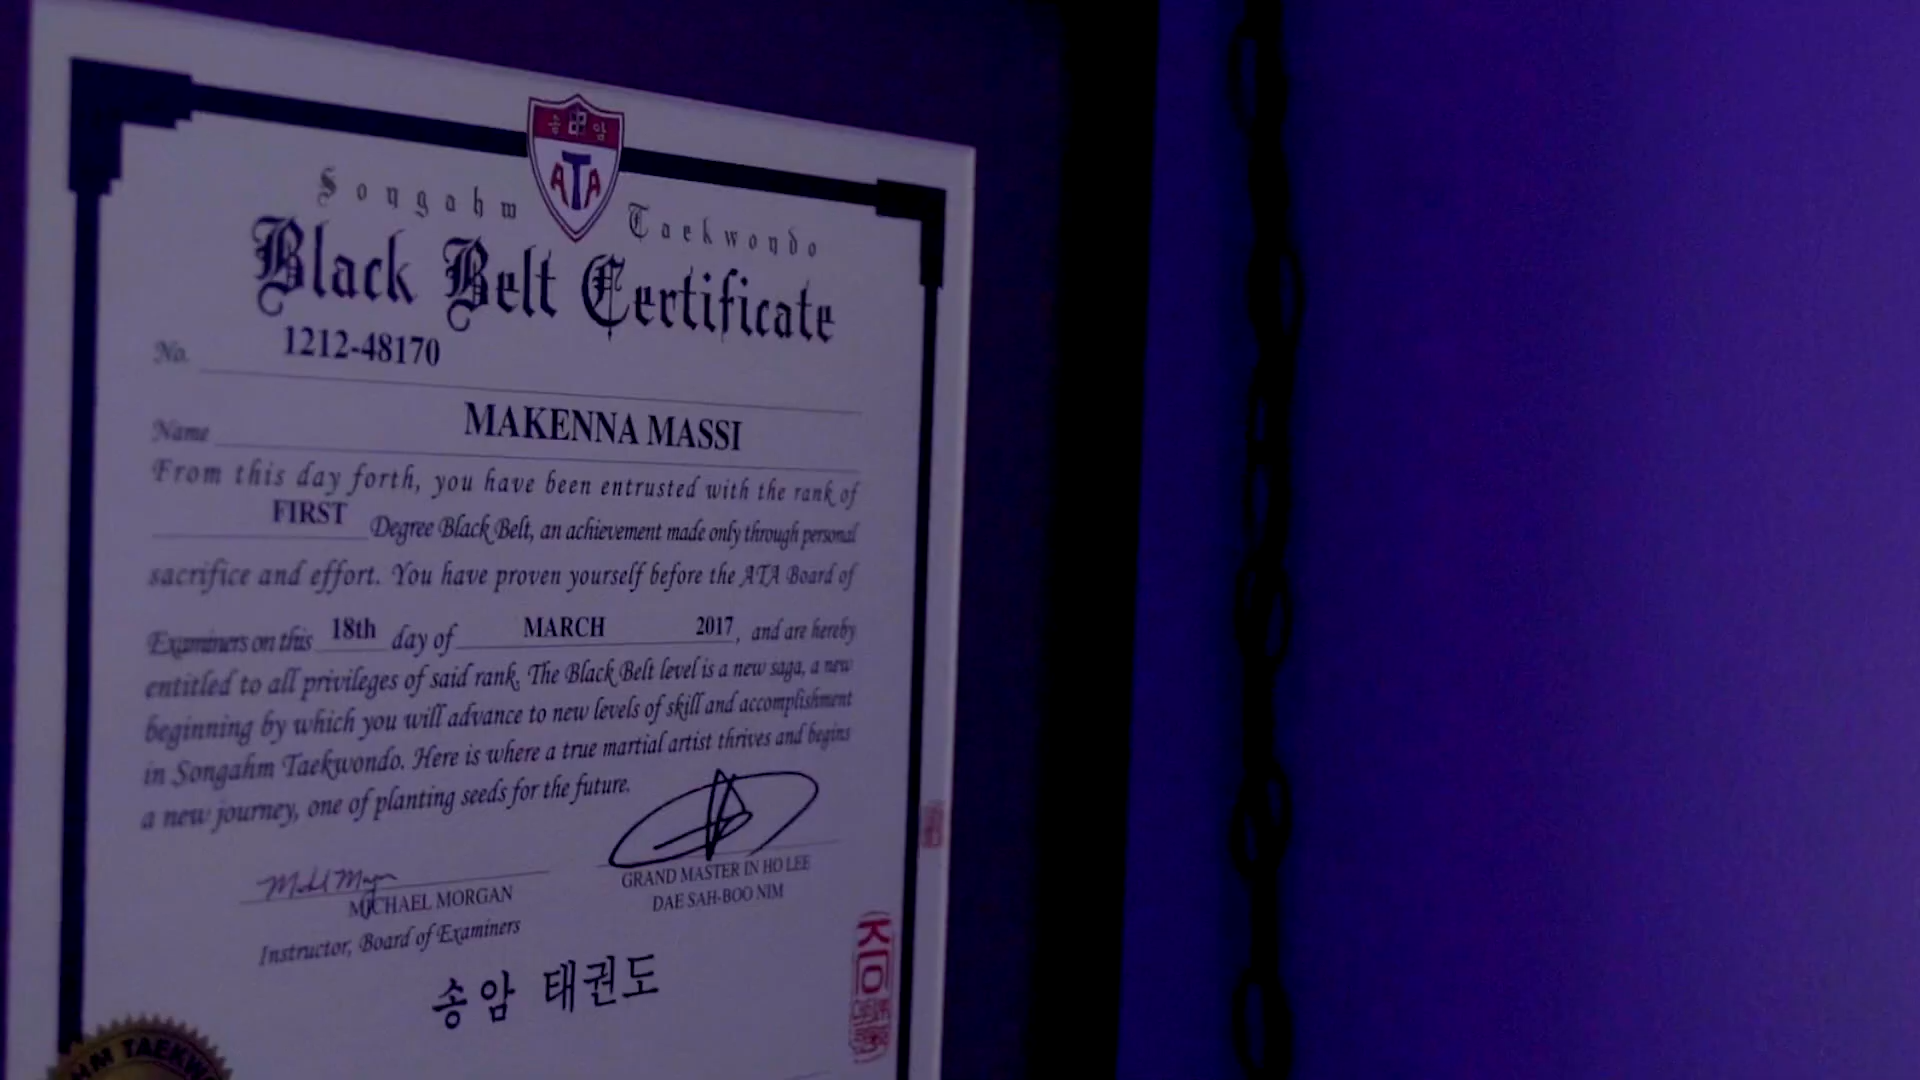 송암
ATA
Songahm Taekwondo
Black Belt Certificate
No. 1212-48170
Name MAKENNA MASSI
From this day forth, you have been entrusted with the rank of
FIRST Degree Black Belt, an achievement made only through personal
sacrifice and effort. You have proven yourself before the ATA Board of
Examiners on this 18th day of MARCH 2017, and are hereby
entitled to all privileges of said rank. The Black Belt level is a new saga, a new
beginning by which you will advance to new levels of skill and accomplishment
in Songahm Taekwondo. Here is where a true martial artist thrives and begins
a new journey, one of planting seeds for the future.
MICHAEL MORGAN
Instructor, Board of Examiners
GRAND MASTER IN HO LEE
DAE SAH-BOO NIM
송암 태권도